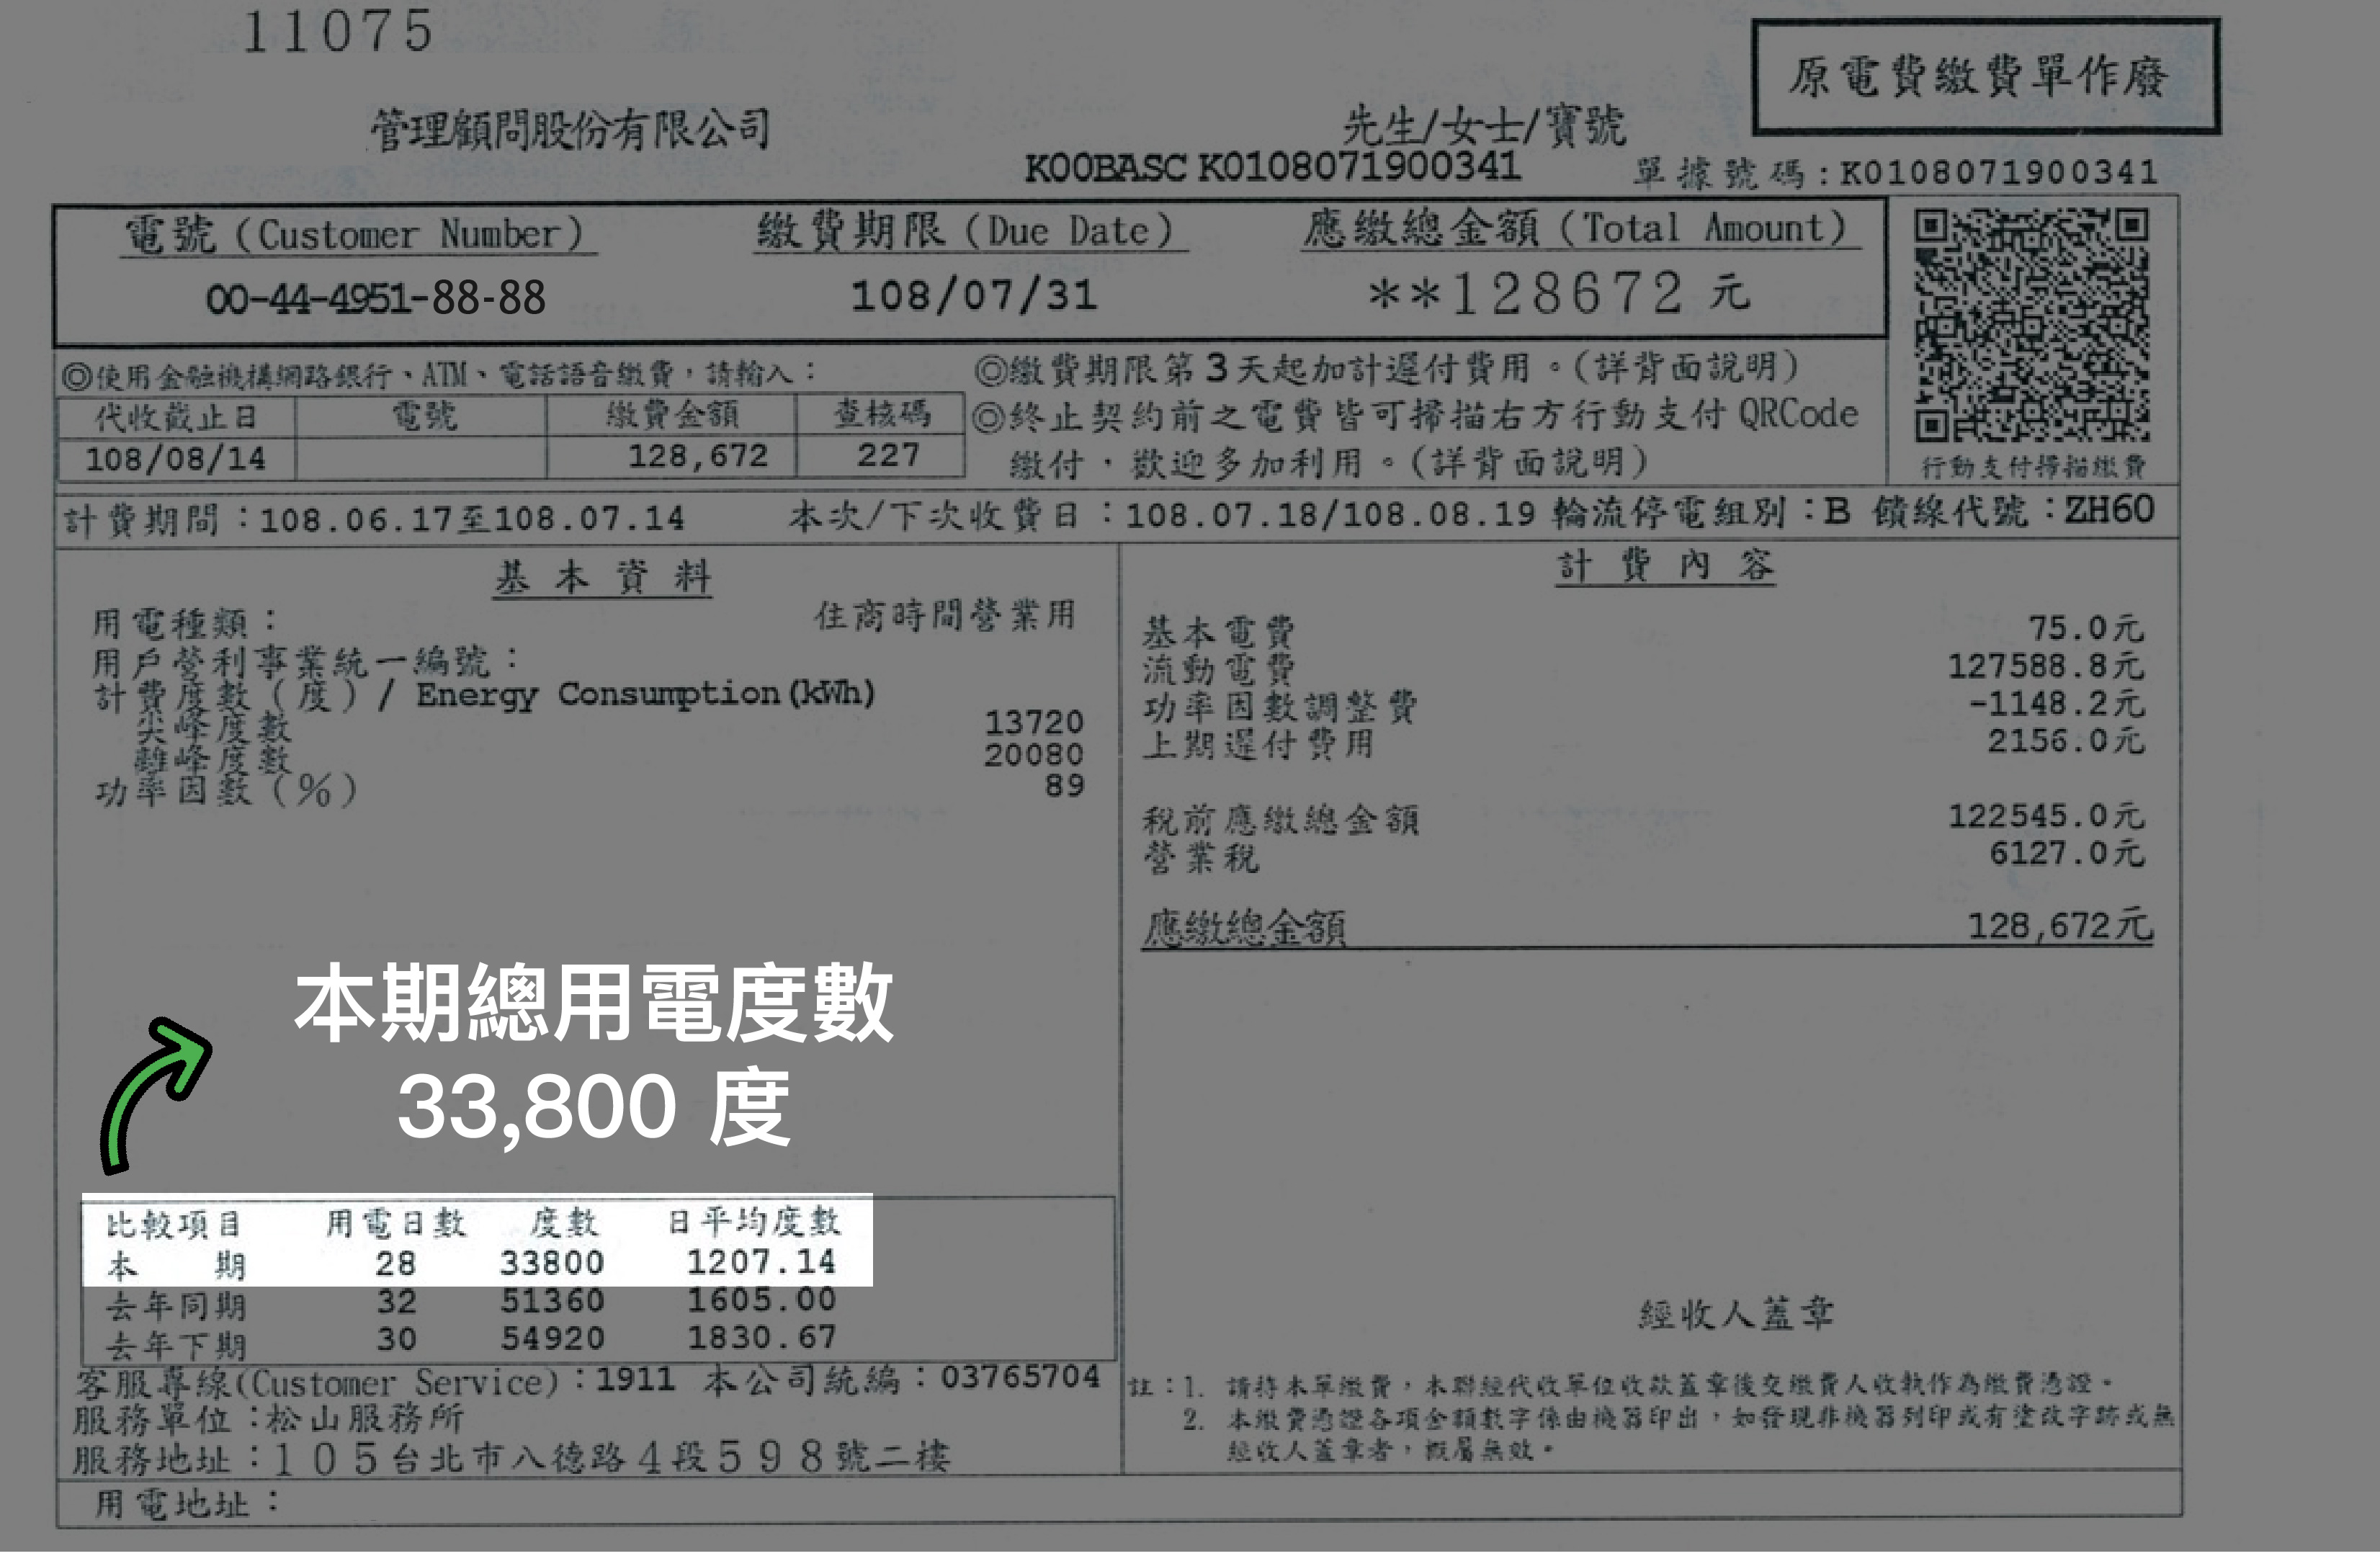 11075
原電費繳費單作廢
管理顧問股份有限公司
先生/女士/寶號
K00BASC K0108071900341
單據號碼:K0108071900341
電號(Customer Number) 繳費期限(Due Date) 應繳總金額(Total Amount)
00-44-4951-88-88 108/07/31 **128672元
◎使用金融機構網路銀行、ATM、電話語音繳費,請輸入:
代收截止日 電號 繳費金額 查核碼
108/08/14 128,672 227
◎繳費期限第3天起加計遲付費用。(詳背面說明)
◎終止契約前之電費皆可掃描右方行動支付QRCode
繳付,歡迎多加利用。(詳背面說明)
行動支付掃描繳費
計費期間:108.06.17至108.07.14 本次/下次收費日:108.07.18/108.08.19 輪流停電組別:B 饋線代號:ZH60
基本資料
用電種類: 住商時間營業用
用戶營利事業統一編號:
計費度數(度)/ Energy Consumption(kWh)
尖峰度數 13720
離峰度數 20080
功率因數(%) 89
計費內容
基本電費 75.0元
流動電費 127588.8元
功率因數調整費 -1148.2元
上期遲付費用 2156.0元
稅前應繳總金額 122545.0元
營業稅 6127.0元
應繳總金額 128,672元
本期總用電度數
33,800 度
比較項目 用電日數 度數 日平均度數
本 期 28 33800 1207.14
去年同期 32 51360 1605.00
去年下期 30 54920 1830.67
經收人蓋章
客服專線(Customer Service):1911 本公司統編:03765704
服務單位:松山服務所
服務地址:105台北市八德路4段598號二樓
註:1. 請持本單繳費,本聯經代收單位收款蓋章後交繳費人收執作為繳費憑證。
2. 本繳費憑證各項金額數字係由機器印出,如發現非機器列印或有塗改字跡或無
經收人蓋章者,概屬無效。
用電地址: